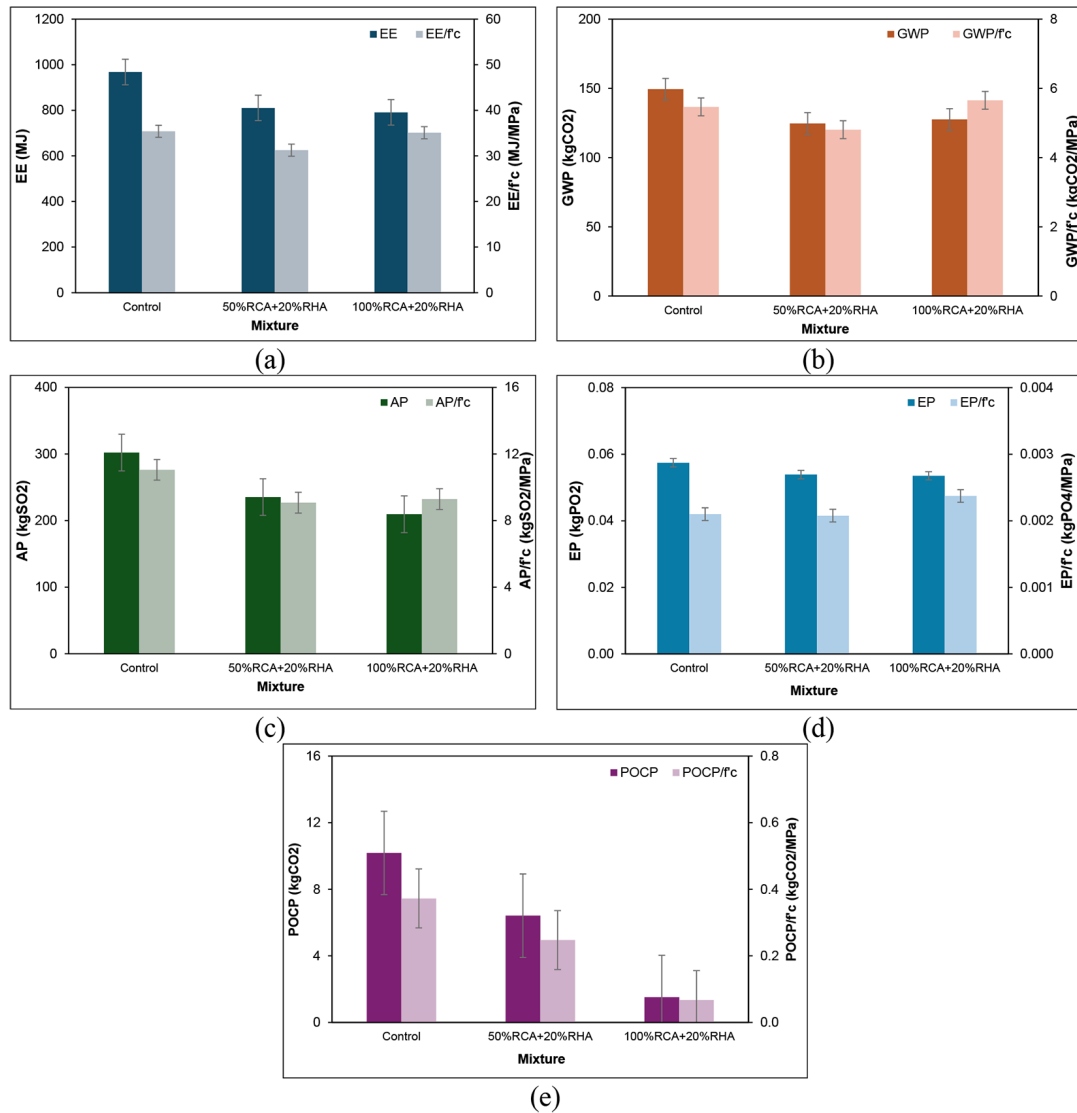 1200
1000
800
600
400
200
0
EE (MJ)
EE EE/f'c
60
50
40
30
20
10
0
EE/f'c (MJ/MPa)
Control 50%RCA+20%RHA 100%RCA+20%RHA
Mixture
(a)
200
150
100
50
0
GWP (kgCO2)
GWP GWP/f'c
8
6
4
2
0
GWP/f'c (kgCO2/MPa)
Control 50%RCA+20%RHA 100%RCA+20%RHA
Mixture
(b)
400
300
200
100
0
AP (kgSO2)
AP AP/f'c
16
12
8
4
0
AP/f'c (kgSO2/MPa)
Control 50%RCA+20%RHA 100%RCA+20%RHA
Mixture
(c)
0.08
0.06
0.04
0.02
0.00
EP (kgPO2)
EP EP/f'c
0.004
0.003
0.002
0.001
0.000
EP/f'c (kgPO4/MPa)
Control 50%RCA+20%RHA 100%RCA+20%RHA
Mixture
(d)
16
12
8
4
0
POCP (kgCO2)
POCP POCP/f'c
0.8
0.6
0.4
0.2
0.0
POCP/f'c (kgCO2/MPa)
Control 50%RCA+20%RHA 100%RCA+20%RHA
Mixture
(e)